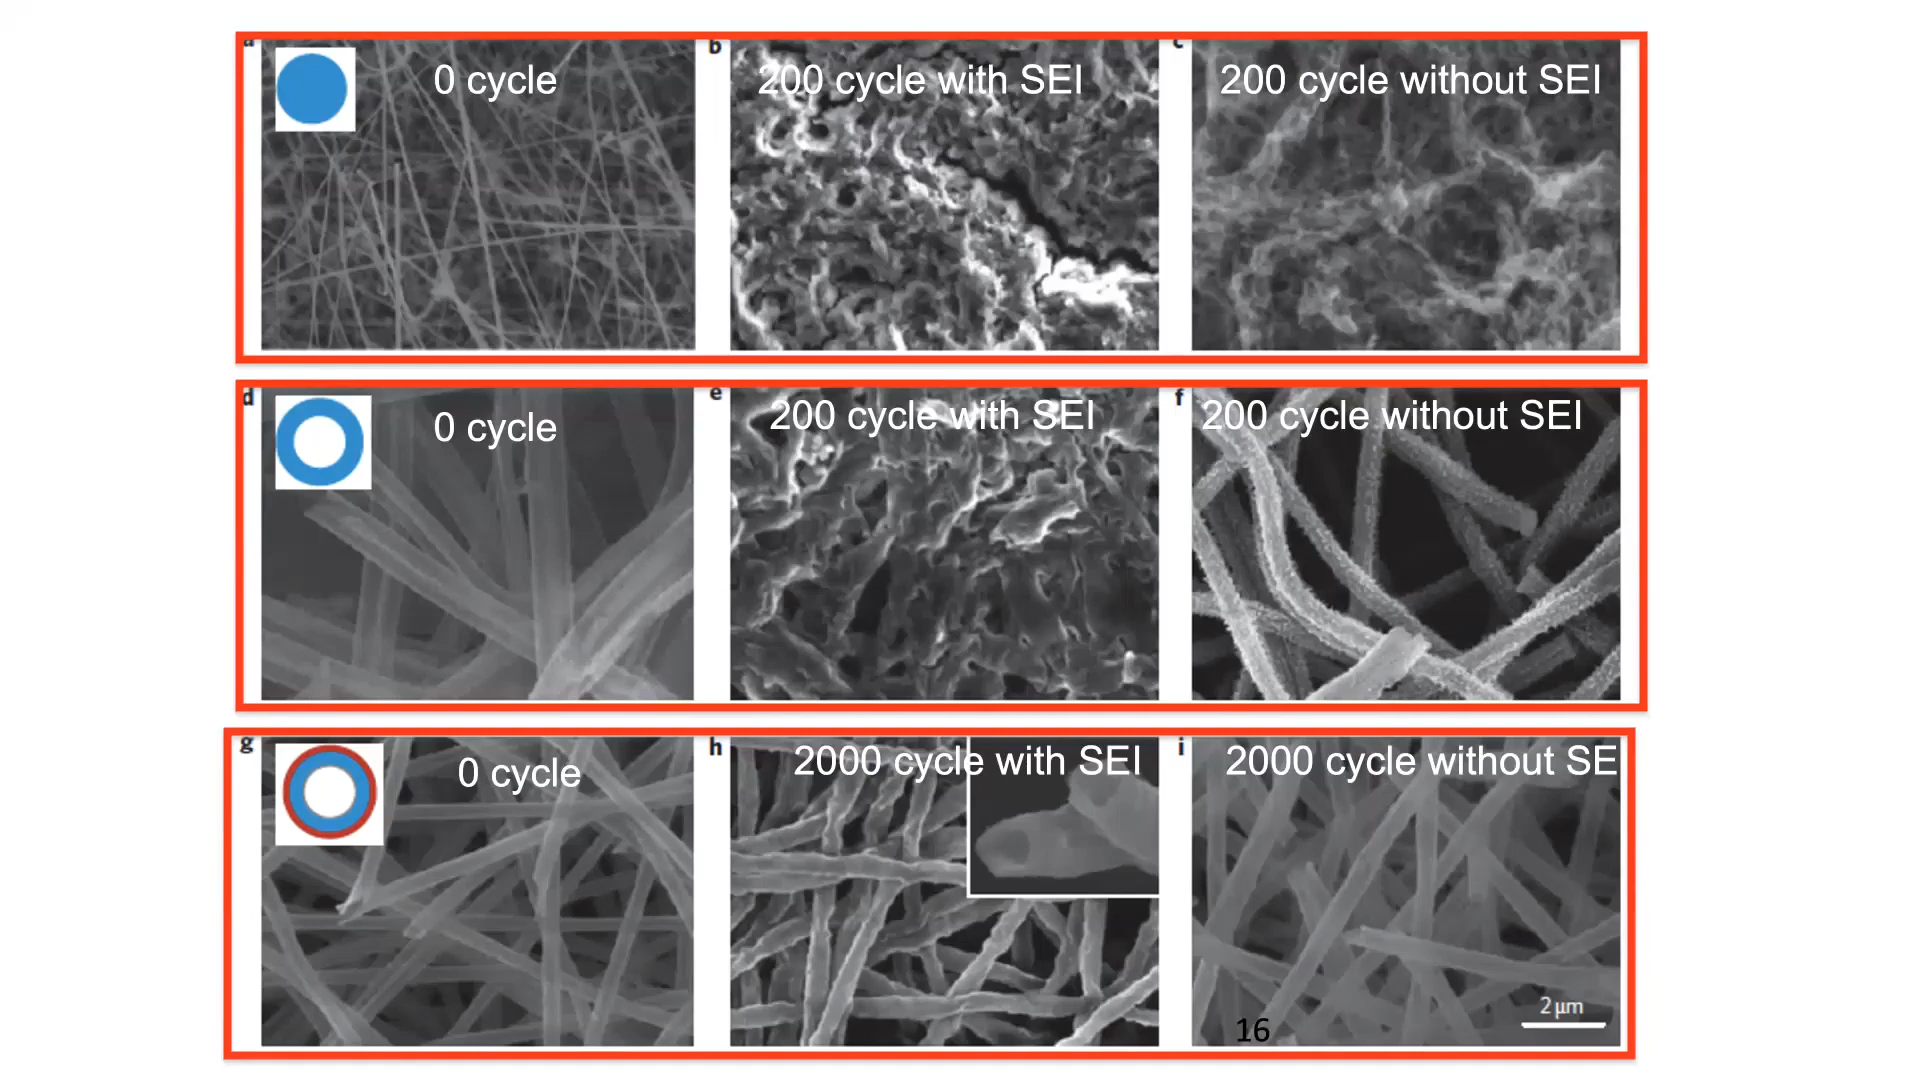 a
0 cycle
b
200 cycle with SEI
c
200 cycle without SEI
d
0 cycle
e
200 cycle with SEI
f
200 cycle without SEI
g
0 cycle
h
2000 cycle with SEI
i
2000 cycle without SE
2 µm
16